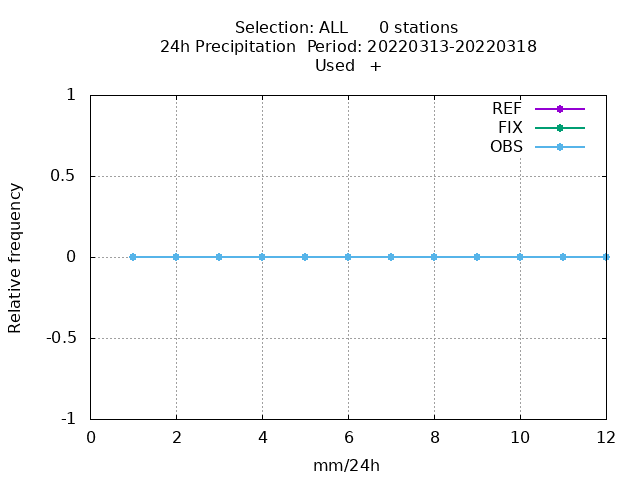 Selection: ALL      0 stations
24h Precipitation  Period: 20220313-20220318
Used   +
REF
FIX
OBS
1
0.5
0
-0.5
-1
Relative frequency
0 2 4 6 8 10 12
mm/24h